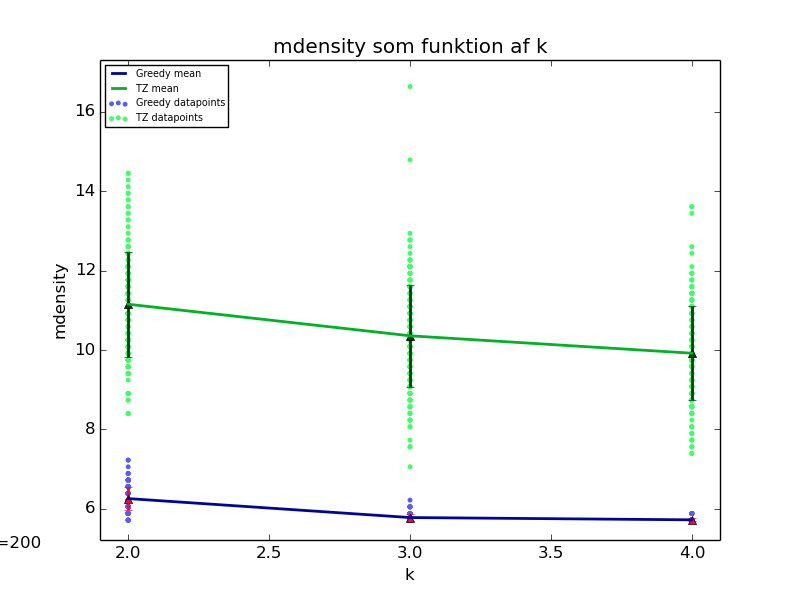 mdensity som funktion af k
Greedy mean
TZ mean
Greedy datapoints
TZ datapoints
16
14
12
10
8
6
mdensity
=200
2.0 2.5 3.0 3.5 4.0
k